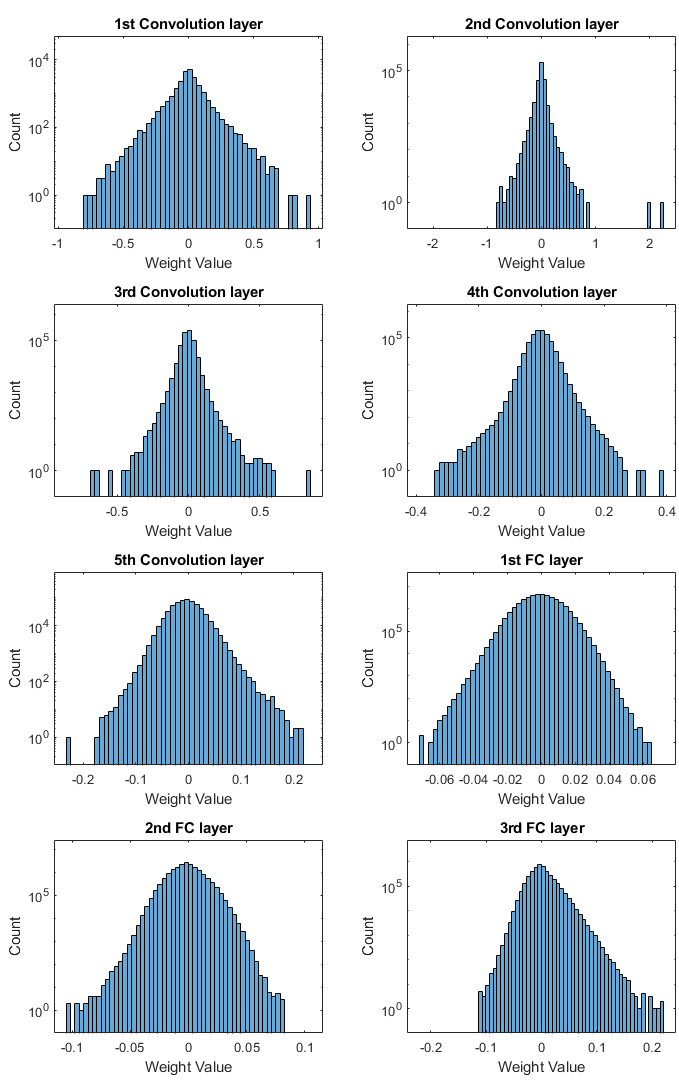 1st Convolution layer
10^4
10^2
10^0
Count
-1 -0.5 0 0.5 1
Weight Value
2nd Convolution layer
10^5
10^0
Count
-2 -1 0 1 2
Weight Value
3rd Convolution layer
10^5
10^0
Count
-0.5 0 0.5
Weight Value
4th Convolution layer
10^5
10^0
Count
-0.4 -0.2 0 0.2 0.4
Weight Value
5th Convolution layer
10^4
10^2
10^0
Count
-0.2 -0.1 0 0.1 0.2
Weight Value
1st FC layer
10^5
10^0
Count
-0.06 -0.04 -0.02 0 0.02 0.04 0.06
Weight Value
2nd FC layer
10^5
10^0
Count
-0.1 -0.05 0 0.05 0.1
Weight Value
3rd FC layer
10^5
10^0
Count
-0.2 -0.1 0 0.1 0.2
Weight Value